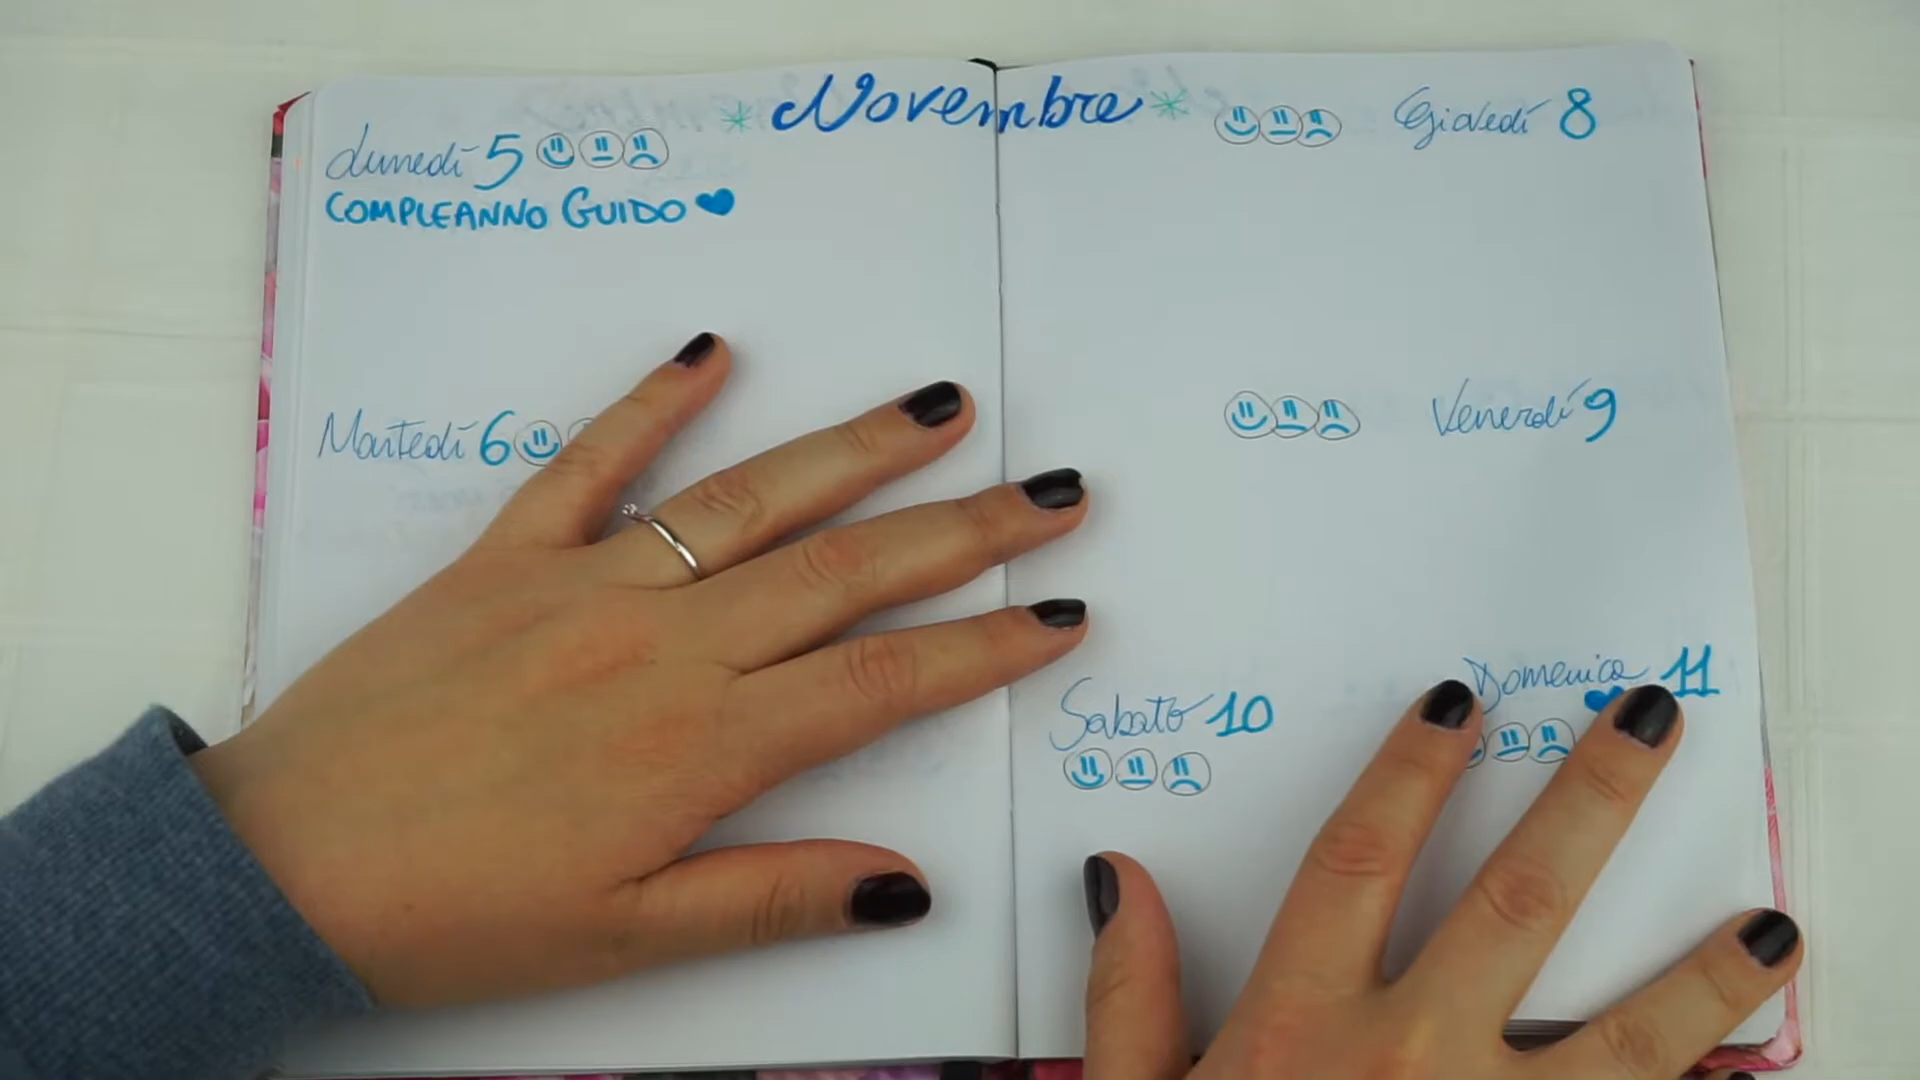 Novembre
Lunedì 5
COMPLEANNO GUIDO
Martedì 6
Giovedì 8
Venerdì 9
Sabato 10
Domenica 11